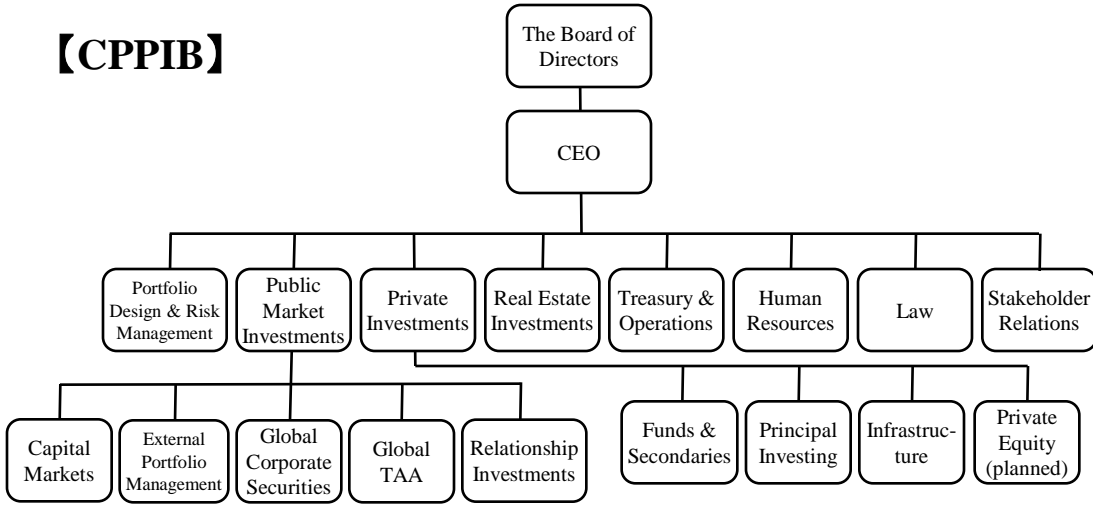 【CPPIB】
The Board of
Directors
CEO
Portfolio
Design & Risk
Management
Public
Market
Investments
Private
Investments
Real Estate
Investments
Treasury &
Operations
Human
Resources
Law
Stakeholder
Relations
Capital
Markets
External
Portfolio
Management
Global
Corporate
Securities
Global
TAA
Relationship
Investments
Funds &
Secondaries
Principal
Investing
Infrastruc-
ture
Private
Equity
(planned)